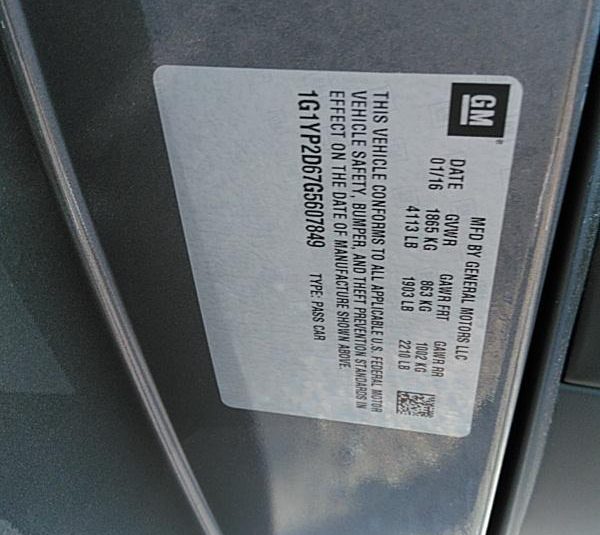 GM
MFD BY GENERAL MOTORS LLC
DATE GVWR GAWR FRT GAWR RR
01/16 1865 KG 863 KG 1002 KG
4113 LB 1903 LB 2210 LB
THIS VEHICLE CONFORMS TO ALL APPLICABLE U.S. FEDERAL MOTOR
VEHICLE SAFETY, BUMPER, AND THEFT PREVENTION STANDARDS IN
EFFECT ON THE DATE OF MANUFACTURE SHOWN ABOVE.
1G1YP2D67G5607849 TYPE: PASS CAR